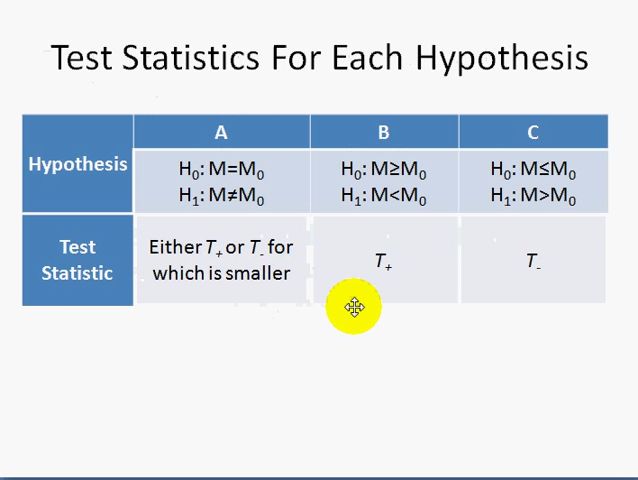 Test Statistics For Each Hypothesis
Hypothesis
A
B
C
H₀: M=M₀
H₁: M≠M₀
H₀: M≥M₀
H₁: M<M₀
H₀: M≤M₀
H₁: M>M₀
Test
Statistic
Either T₊ or T₋ for
which is smaller
T₊
T₋